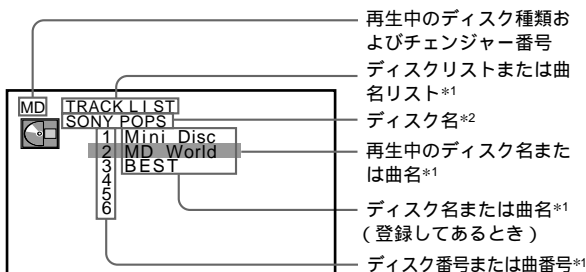 再生中のディスク種類お
よびチェンジャー番号
ディスクリストまたは曲
名リスト*1
ディスク名*2
再生中のディスク名また
は曲名*1
ディスク名または曲名*1
(登録してあるとき)
ディスク番号または曲番号*1
MD TRACK LIST
SONY POPS
1 Mini Disc
2 MD World
3 BEST
4
5
6